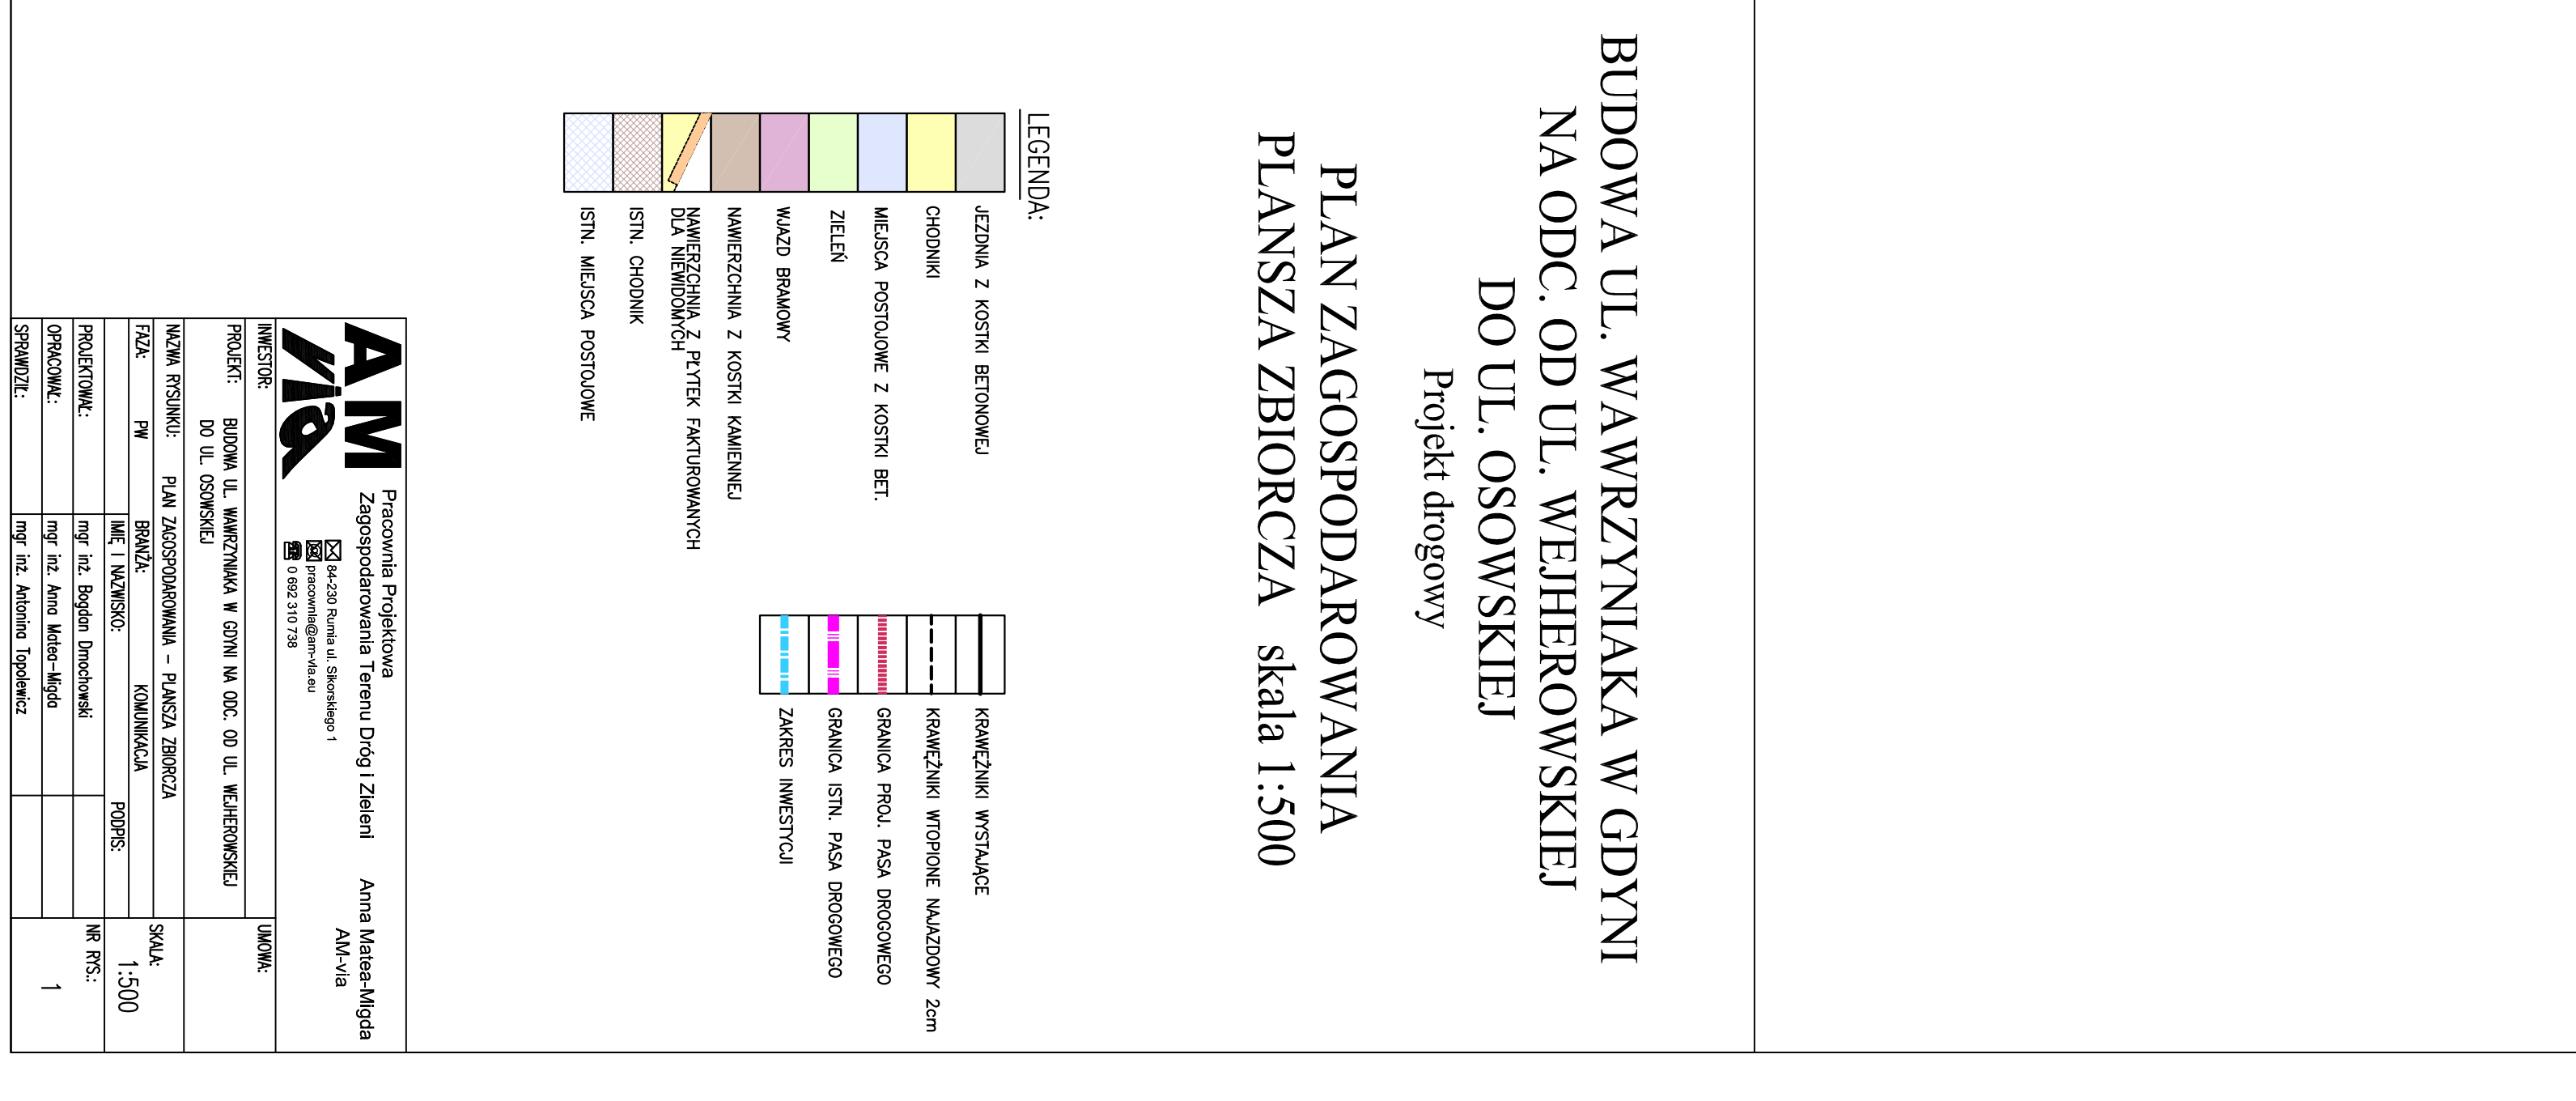 BUDOWA UL. WAWRZYNIAKA W GDYNI
NA ODC. OD UL. WEJHEROWSKIEJ
DO UL. OSOWSKIEJ
Projekt drogowy
PLAN ZAGOSPODAROWANIA
PLANSZA ZBIORCZA skala 1:500
LEGENDA:
JEZDNIA Z KOSTKI BETONOWEJ
CHODNIKI
MIEJSCA POSTOJOWE Z KOSTKI BET.
ZIELEŃ
WJAZD BRAMOWY
NAWIERZCHNIA Z KOSTKI KAMIENNEJ
NAWIERZCHNIA Z PŁYTEK FAKTUROWANYCH
DLA NIEWIDOMYCH
ISTN. CHODNIK
ISTN. MIEJSCA POSTOJOWE
KRAWĘŻNIKI WYSTAJĄCE
KRAWĘŻNIKI WTOPIONE NAJAZDOWY 2cm
GRANICA PROJ. PASA DROGOWEGO
GRANICA ISTN. PASA DROGOWEGO
ZAKRES INWESTYCJI
AM
via
Pracownia Projektowa
Zagospodarowania Terenu Dróg i Zieleni
Anna Matea-Migda
AM-via
84-230 Rumia ul. Sikorskiego 1
pracownia@am-via.eu
0 692 310 738
INWESTOR:
UMOWA:
PROJEKT: BUDOWA UL. WAWRZYNIAKA W GDYNI NA ODC. OD UL. WEJHEROWSKIEJ
DO UL. OSOWSKIEJ
NAZWA RYSUNKU: PLAN ZAGOSPODAROWANIA – PLANSZA ZBIORCZA
SKALA:
1:500
FAZA: PW BRANŻA: KOMUNIKACJA
IMIĘ I NAZWISKO: PODPIS:
NR RYS.:
1
PROJEKTOWAŁ: mgr inż. Bogdan Dmochowski
OPRACOWAŁ: mgr inż. Anna Matea–Migda
SPRAWDZIŁ: mgr inż. Antonina Topolewicz